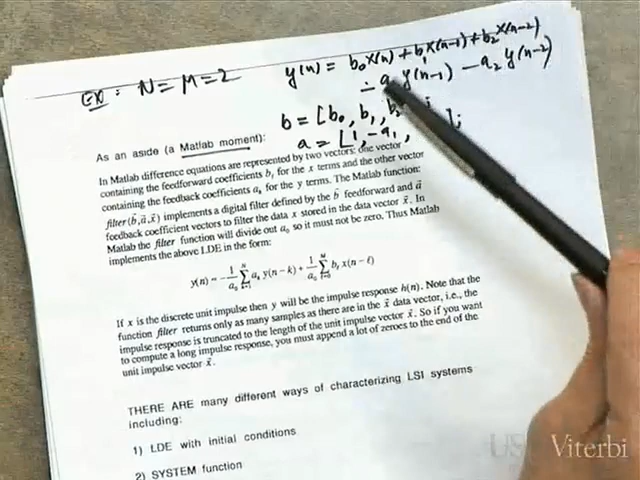 EX: N=M=2
y(n) = b₀x(n) + b₁x(n-1) + b₂x(n-2)
- a₁y(n-1) - a₂y(n-2)
b = [b₀, b₁, b₂];
a = [1, -a₁, ];
As an aside (a Matlab moment):
In Matlab difference equations are represented by two vectors: one vector
containing the feedforward coefficients bᵢ for the x terms and the other vector
containing the feedback coefficients aₖ for the y terms. The Matlab function:
filter(b⃗,a⃗,x⃗) implements a digital filter defined by the b⃗ feedforward and a⃗
feedback coefficient vectors to filter the data x stored in the data vector x⃗. In
Matlab the filter function will divide out a₀ so it must not be zero. Thus Matlab
implements the above LDE in the form:
y(n) = -1/a₀ Σ aₖ y(n-k) + 1/a₀ Σ bₗ x(n-ℓ)
If x is the discrete unit impulse then y will be the impulse response h(n). Note that the
function filter returns only as many samples as there are in the x⃗ data vector, i.e., the
impulse response is truncated to the length of the unit impulse vector x⃗. So if you want
to compute a long impulse response, you must append a lot of zeroes to the end of the
unit impulse vector x⃗.
THERE ARE many different ways of characterizing LSI systems
including:
1) LDE with initial conditions
2) SYSTEM function
USC Viterbi